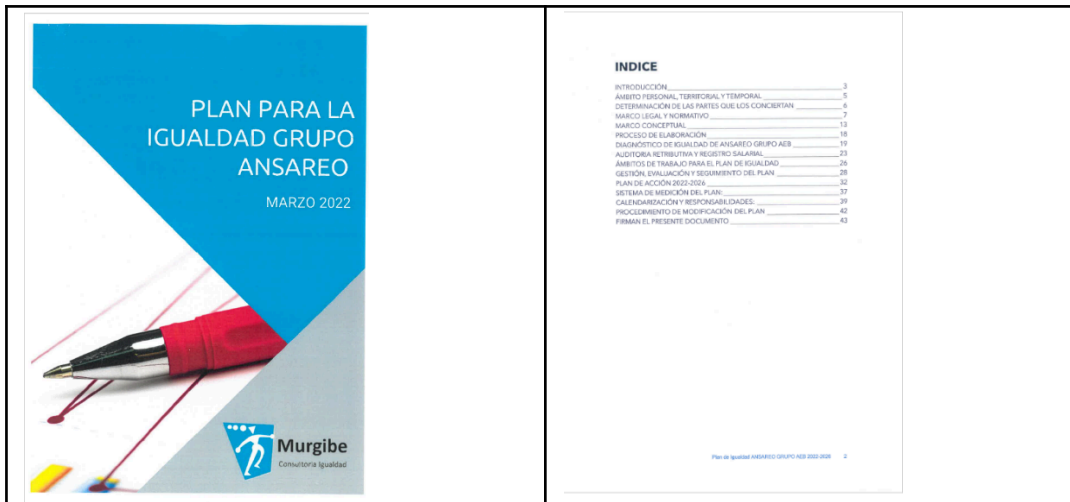 PLAN PARA LA
IGUALDAD GRUPO
ANSAREO
MARZO 2022
Murgibe
Consultoría Igualdad
INDICE
INTRODUCCIÓN 3
ÁMBITO PERSONAL, TERRITORIAL Y TEMPORAL 5
DETERMINACIÓN DE LAS PARTES QUE LOS CONCIERTAN 6
MARCO LEGAL Y NORMATIVO 7
MARCO CONCEPTUAL 13
PROCESO DE ELABORACIÓN 18
DIAGNÓSTICO DE IGUALDAD DE ANSAREO GRUPO AEB 19
AUDITORIA RETRIBUTIVA Y REGISTRO SALARIAL 23
ÁMBITOS DE TRABAJO PARA EL PLAN DE IGUALDAD 26
GESTIÓN, EVALUACIÓN Y SEGUIMIENTO DEL PLAN 28
PLAN DE ACCIÓN 2022-2026 32
SISTEMA DE MEDICIÓN DEL PLAN: 37
CALENDARIZACIÓN Y RESPONSABILIDADES: 39
PROCEDIMIENTO DE MODIFICACIÓN DEL PLAN 42
FIRMAN EL PRESENTE DOCUMENTO 43
Plan de Igualdad ANSAREO GRUPO AEB 2022-2026 2